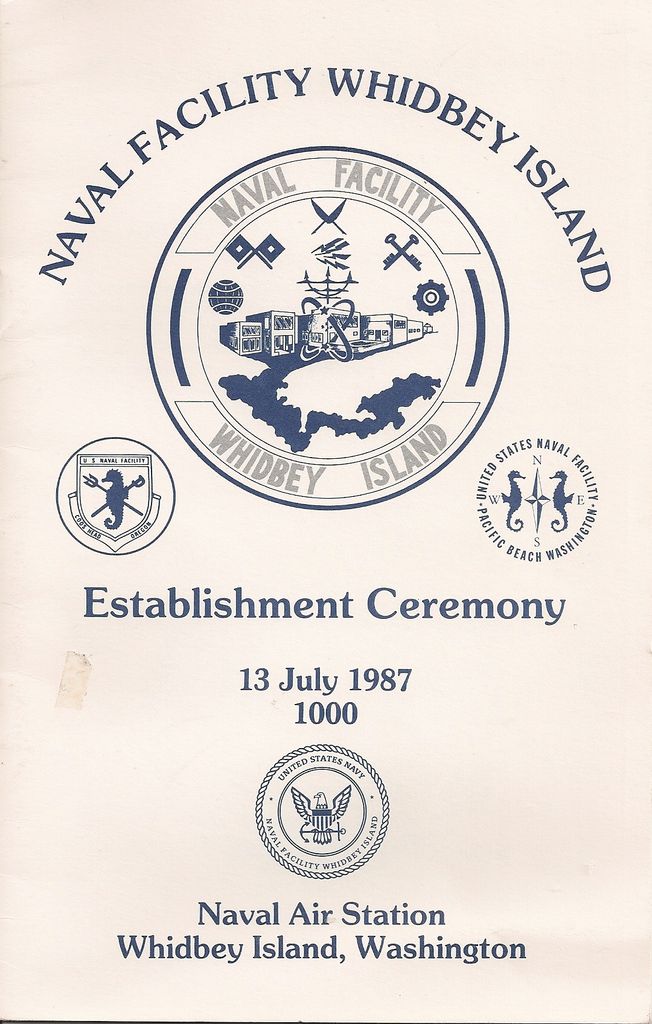 NAVAL FACILITY WHIDBEY ISLAND
NAVAL FACILITY
WHIDBEY ISLAND
U S NAVAL FACILITY
COOS HEAD OREGON
UNITED STATES NAVAL FACILITY
N
W E
S
PACIFIC BEACH WASHINGTON
Establishment Ceremony
13 July 1987
1000
UNITED STATES NAVY
NAVAL FACILITY WHIDBEY ISLAND
Naval Air Station
Whidbey Island, Washington